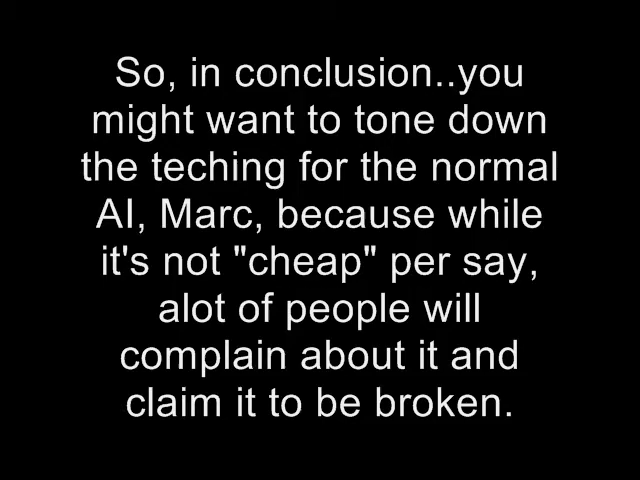 So, in conclusion..you
might want to tone down
the teching for the normal
AI, Marc, because while
it's not "cheap" per say,
alot of people will
complain about it and
claim it to be broken.